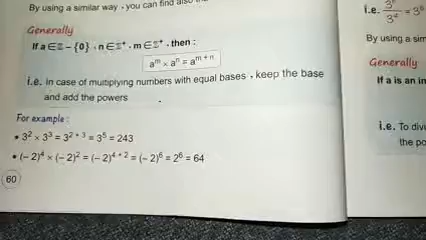 By using a similar way , you can find also
Generally
If a ∈ ℤ – {0} , n ∈ ℤ⁺ , m ∈ ℤ⁺ , then :
aᵐ × aⁿ = aᵐ⁺ⁿ
i.e. In case of multiplying numbers with equal bases , keep the base
and add the powers
For example :
• 3² × 3³ = 3²⁺³ = 3⁵ = 243
• (– 2)⁴ × (– 2)² = (– 2)⁴⁺² = (– 2)⁶ = 2⁶ = 64
60
i.e.
By using a sim
Generally
If a is an in
i.e. To divi
the po